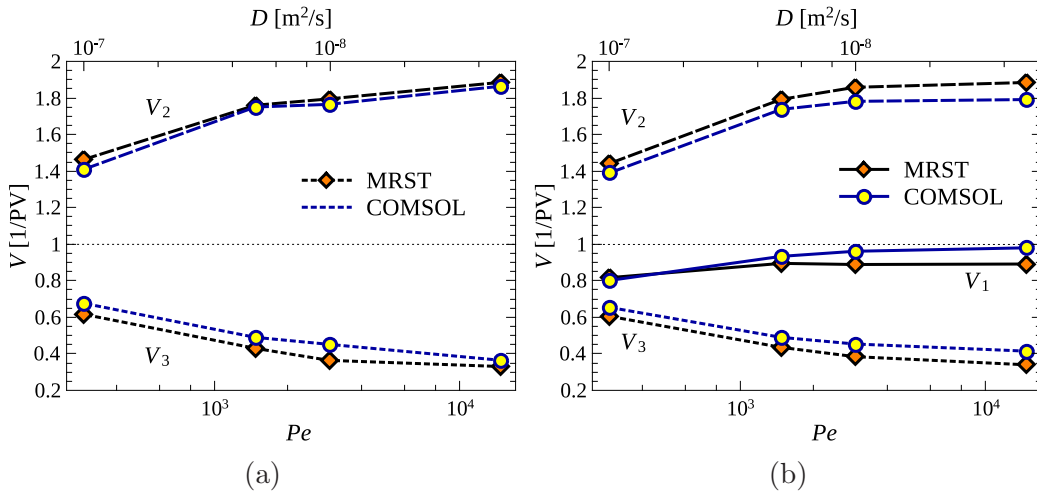 D [m²/s]
10⁻⁷ 10⁻⁸
2
1.8
1.6
1.4
1.2
1
0.8
0.6
0.4
0.2
V [1/PV]
V₂
MRST
COMSOL
V₃
10³ 10⁴
Pe
(a)
D [m²/s]
10⁻⁷ 10⁻⁸
2
1.8
1.6
1.4
1.2
1
0.8
0.6
0.4
0.2
V [1/PV]
V₂
MRST
COMSOL
V₁
V₃
10³ 10⁴
Pe
(b)